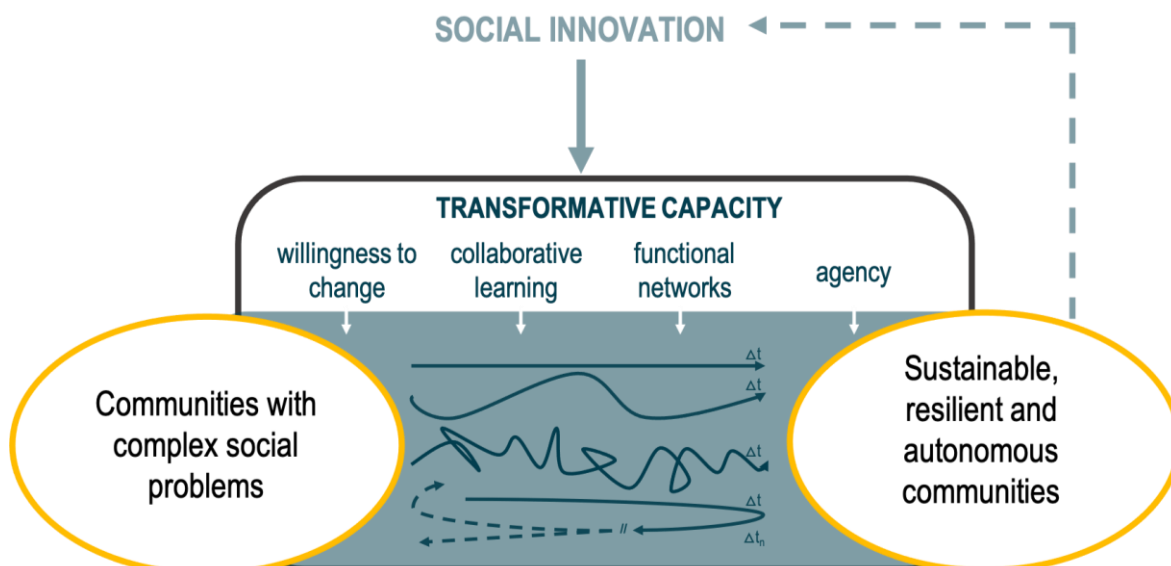 SOCIAL INNOVATION
TRANSFORMATIVE CAPACITY
willingness to
change
collaborative
learning
functional
networks
agency
Communities with
complex social
problems
Δt
Δt
Δt
Δt
//
Δtn
Sustainable,
resilient and
autonomous
communities